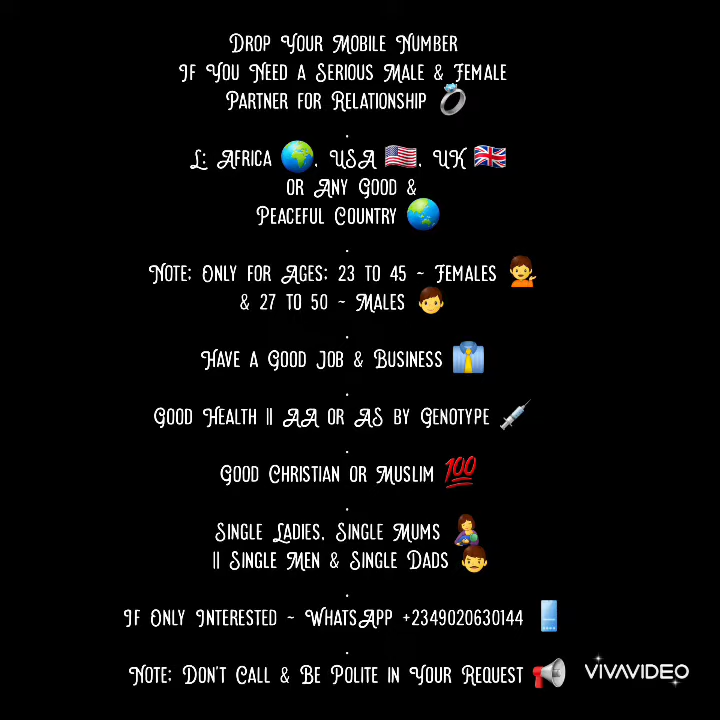 Drop Your Mobile Number
If You Need a Serious Male & Female
Partner for Relationship 💍
.
L: Africa 🌍, USA 🇺🇸, UK 🇬🇧
or Any Good &
Peaceful Country 🌏
.
Note: Only for Ages: 23 to 45 ~ Females 💁
& 27 to 50 ~ Males 👨
.
Have a Good Job & Business 👔
.
Good Health || AA or AS by Genotype 💉
.
Good Christian or Muslim 💯
.
Single Ladies, Single Mums 🤱
|| Single Men & Single Dads 👨
.
If Only Interested ~ WhatsApp +2349020630144 📱
.
Note: Don't Call & Be Polite in Your Request 📢
VIVAVIDEO